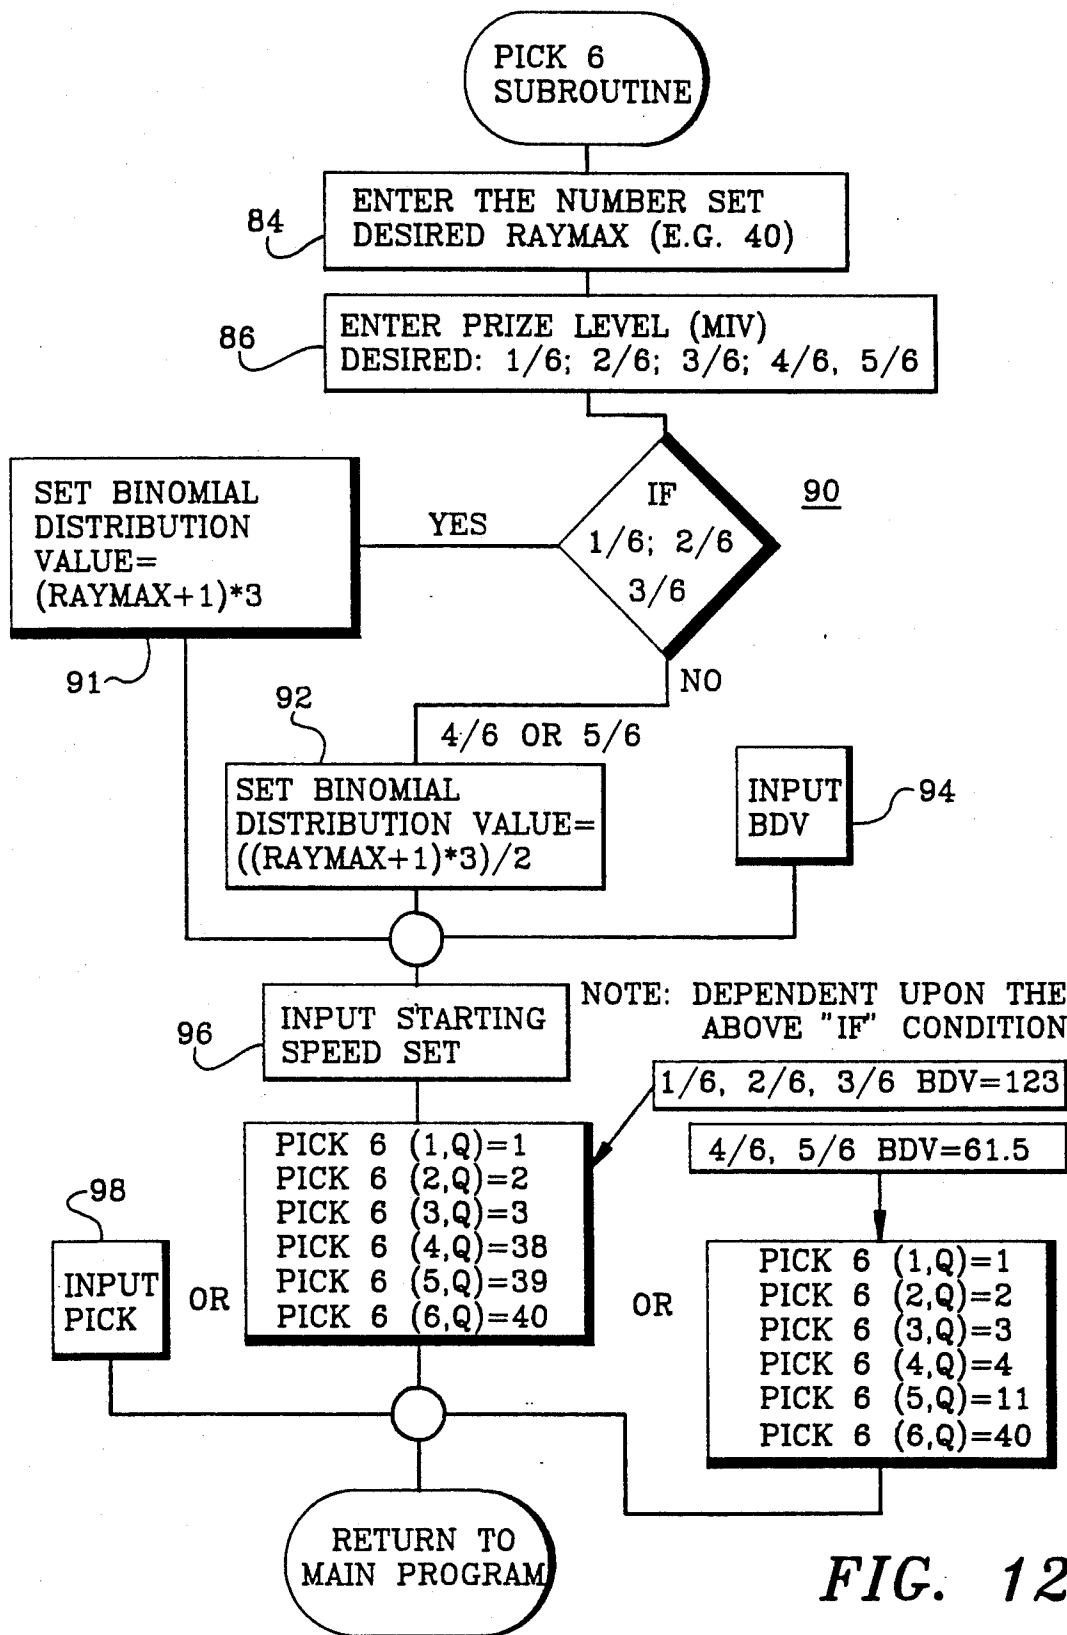 PICK 6
SUBROUTINE
84
ENTER THE NUMBER SET
DESIRED RAYMAX (E.G. 40)
86
ENTER PRIZE LEVEL (MIV)
DESIRED: 1/6; 2/6; 3/6; 4/6, 5/6
SET BINOMIAL
DISTRIBUTION
VALUE=
(RAYMAX+1)*3
91
YES
IF
1/6; 2/6
3/6
90
NO
4/6 OR 5/6
92
SET BINOMIAL
DISTRIBUTION VALUE=
((RAYMAX+1)*3)/2
INPUT
BDV
94
96
INPUT STARTING
SPEED SET
NOTE: DEPENDENT UPON THE
ABOVE "IF" CONDITION
1/6, 2/6, 3/6 BDV=123
4/6, 5/6 BDV=61.5
98
INPUT
PICK
OR
PICK 6 (1,Q)=1
PICK 6 (2,Q)=2
PICK 6 (3,Q)=3
PICK 6 (4,Q)=38
PICK 6 (5,Q)=39
PICK 6 (6,Q)=40
OR
PICK 6 (1,Q)=1
PICK 6 (2,Q)=2
PICK 6 (3,Q)=3
PICK 6 (4,Q)=4
PICK 6 (5,Q)=11
PICK 6 (6,Q)=40
RETURN TO
MAIN PROGRAM
FIG. 12